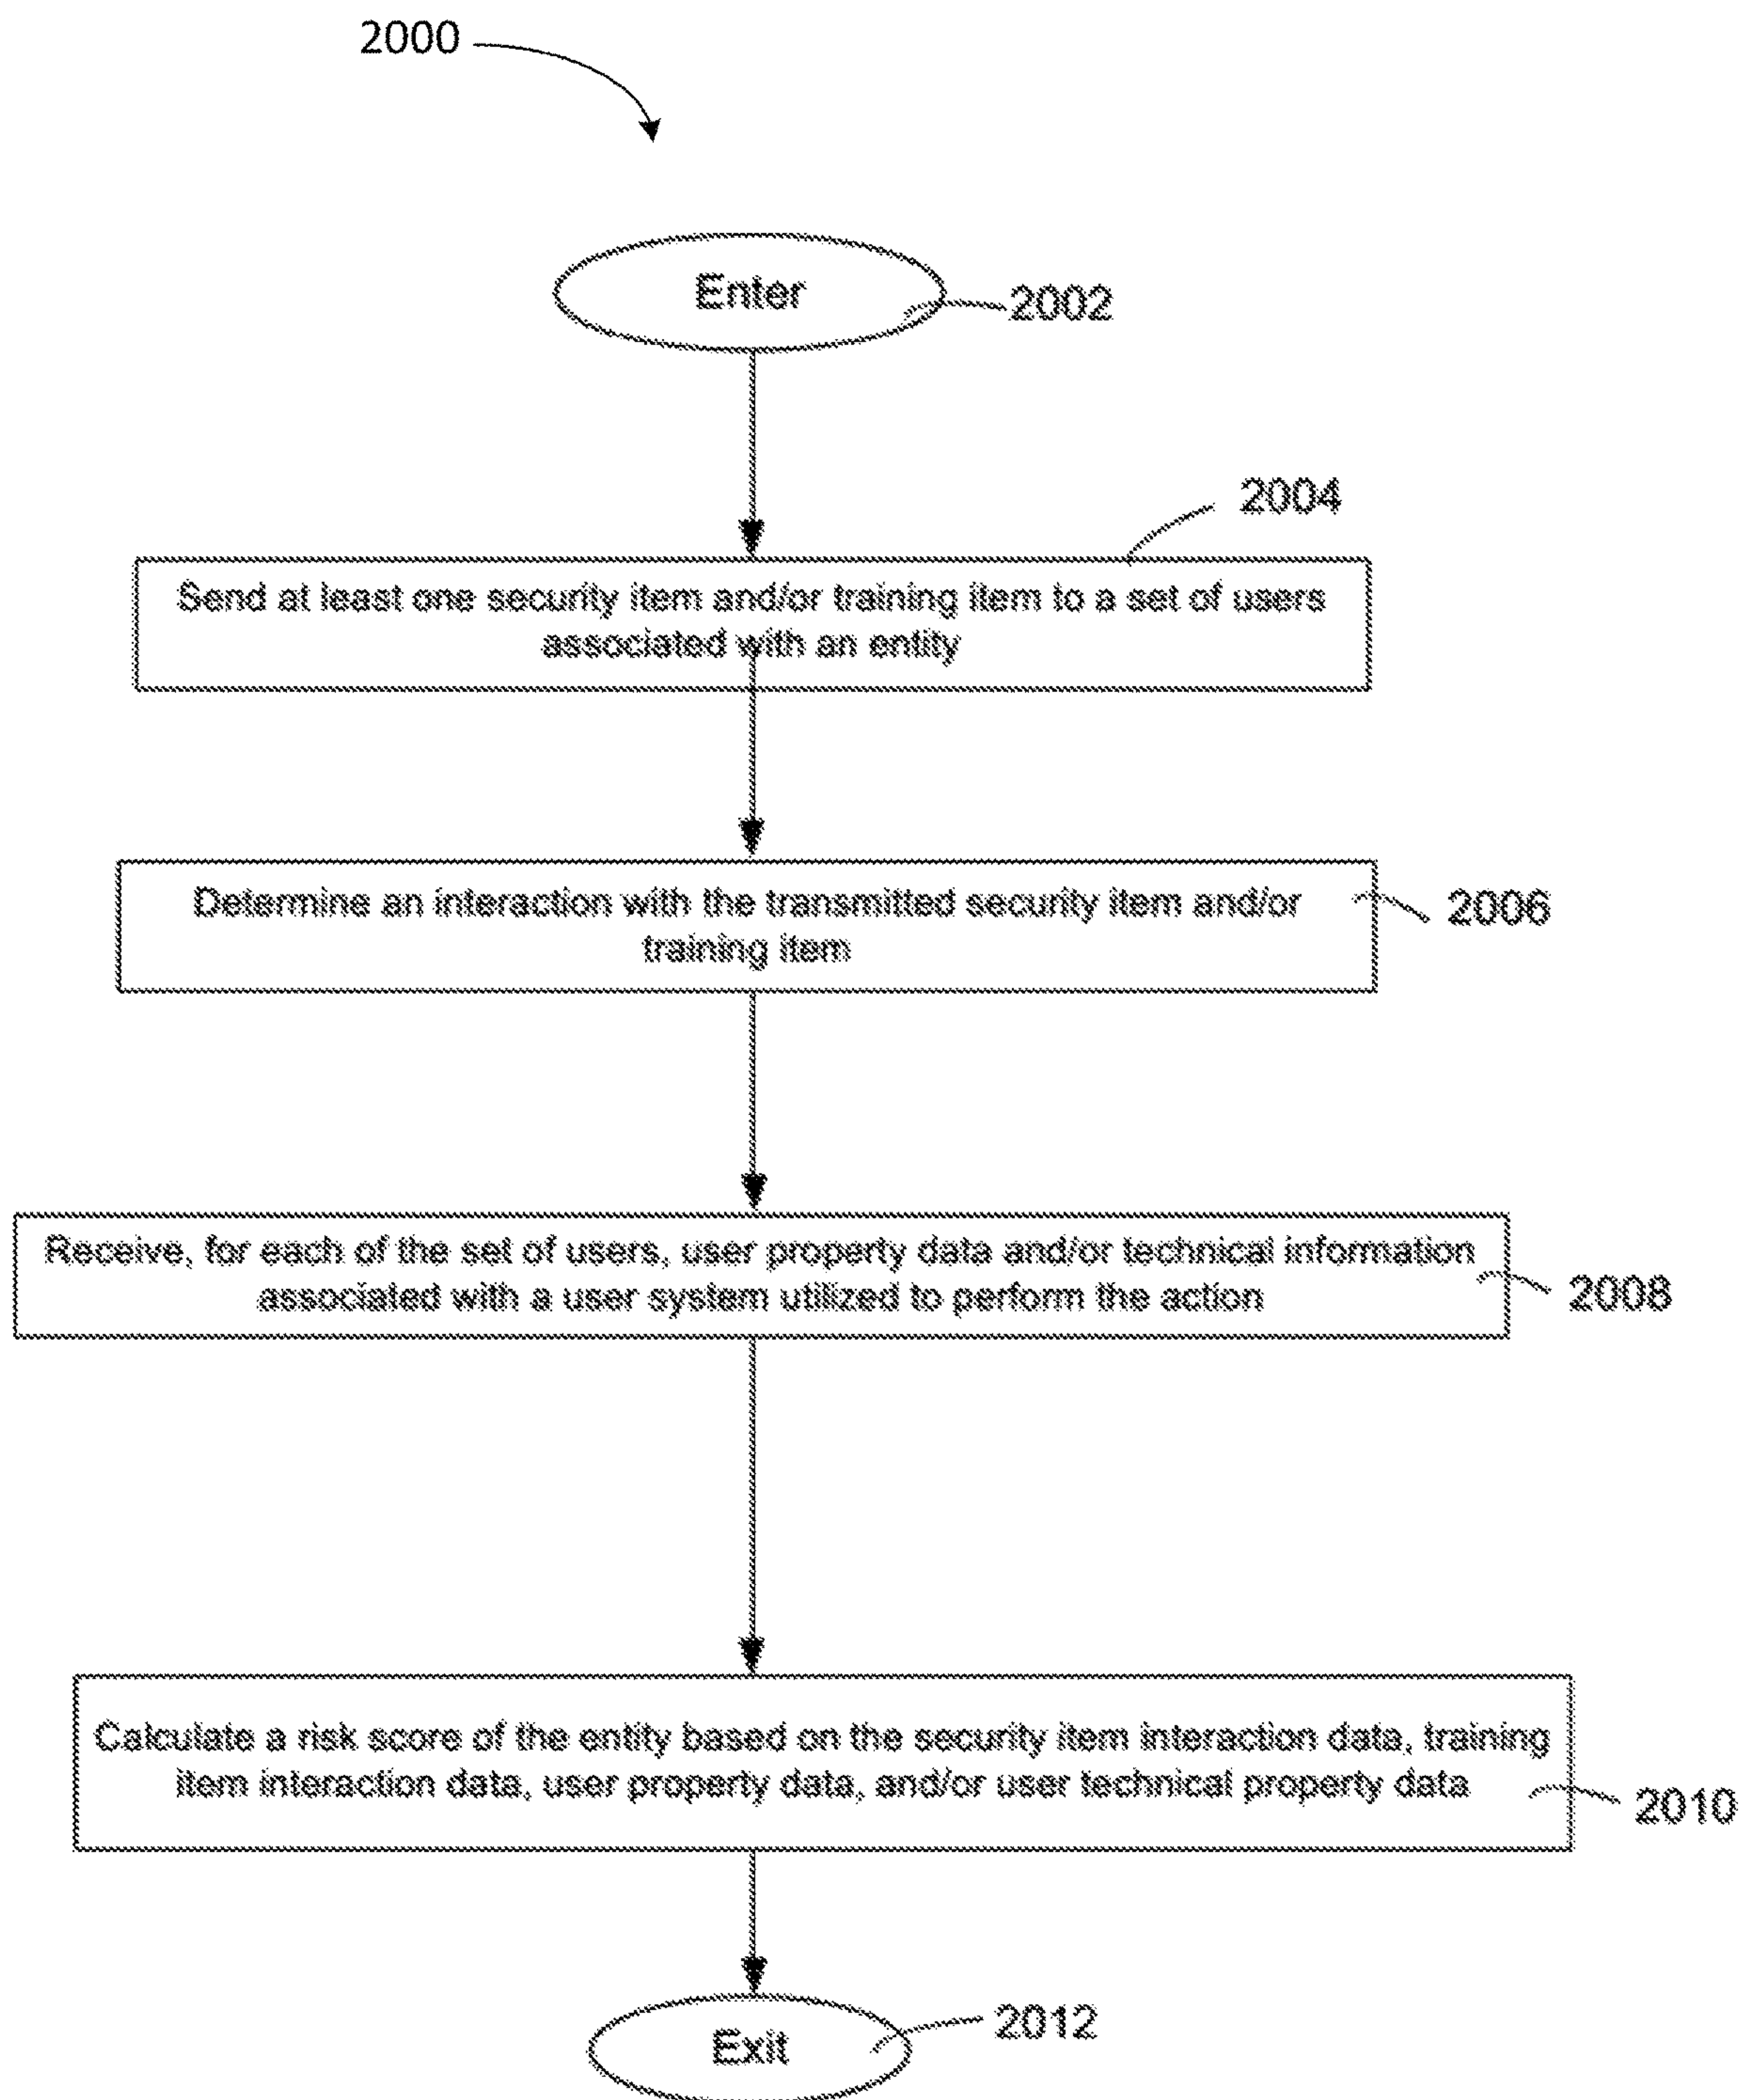 2000
Enter
2002
2004
Send at least one security item and/or training item to a set of users
associated with an entity
Determine an interaction with the transmitted security item and/or
training item
2006
Receive, for each of the set of users, user property data and/or technical information
associated with a user system utilized to perform the action
2008
Calculate a risk score of the entity based on the security item interaction data, training
item interaction data, user property data, and/or user technical property data
2010
Exit
2012